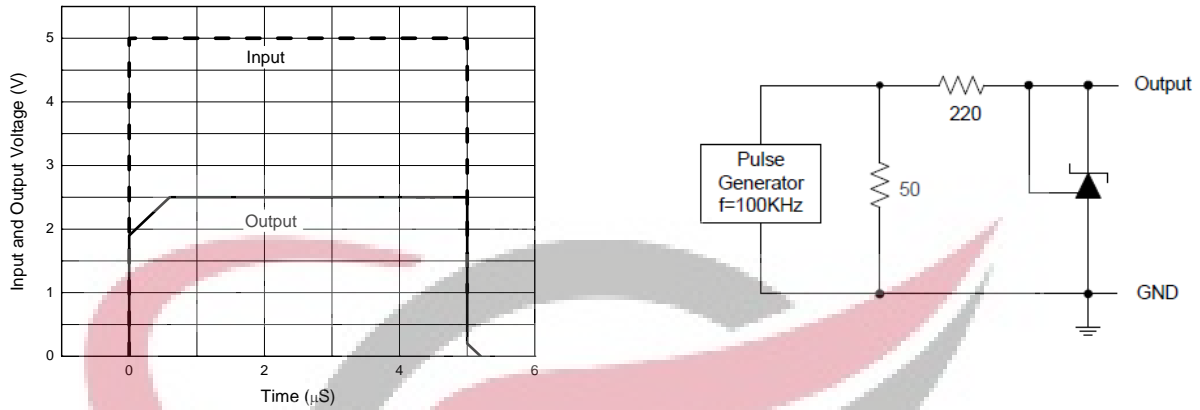 Input and Output Voltage (V)
5
4
3
2
1
0
Input
Output
0
2
4
6
Time (μS)
Pulse
Generator
f=100KHz
50
220
Output
GND